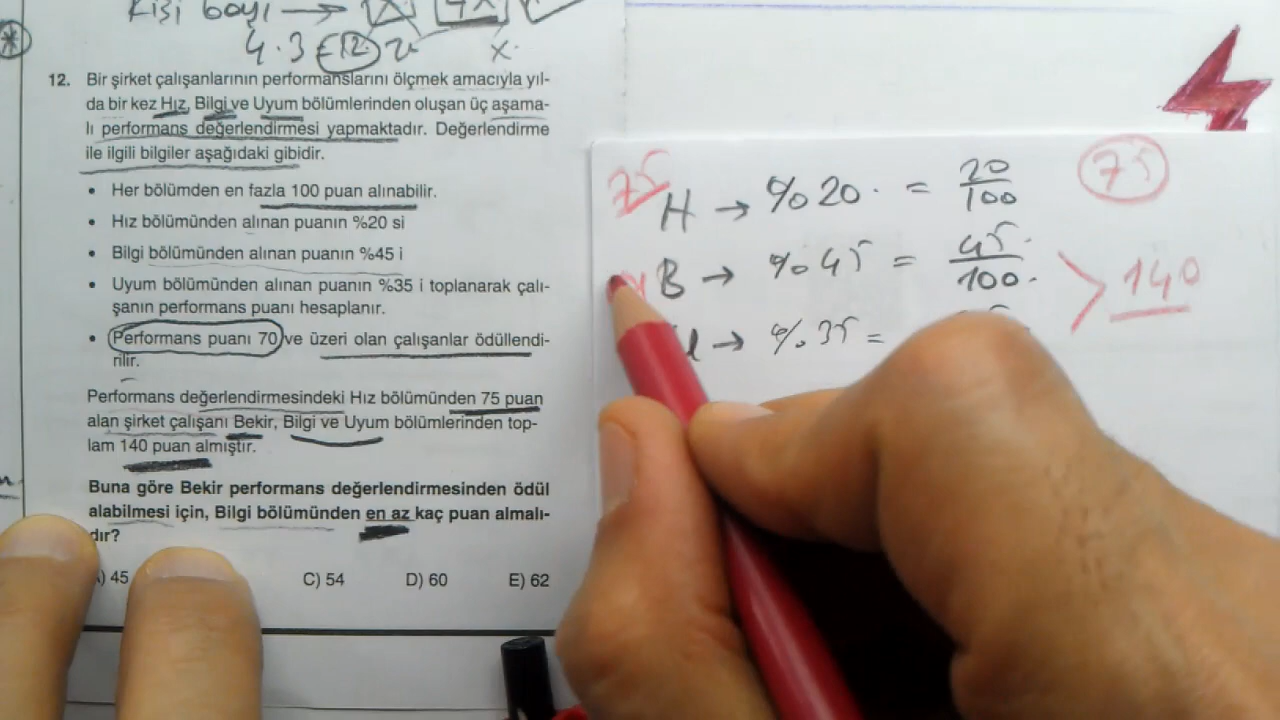 Kişi boyı → 4x
4.3 = 12 x.
*
12. Bir şirket çalışanlarının performanslarını ölçmek amacıyla yıl-
da bir kez Hız, Bilgi ve Uyum bölümlerinden oluşan üç aşama-
lı performans değerlendirmesi yapmaktadır. Değerlendirme
ile ilgili bilgiler aşağıdaki gibidir.
• Her bölümden en fazla 100 puan alınabilir.
• Hız bölümünden alınan puanın %20 si
• Bilgi bölümünden alınan puanın %45 i
• Uyum bölümünden alınan puanın %35 i toplanarak çalı-
şanın performans puanı hesaplanır.
• Performans puanı 70 ve üzeri olan çalışanlar ödüllendi-
rilir.
Performans değerlendirmesindeki Hız bölümünden 75 puan
alan şirket çalışanı Bekir, Bilgi ve Uyum bölümlerinden top-
lam 140 puan almıştır.
Buna göre Bekir performans değerlendirmesinden ödül
alabilmesi için, Bilgi bölümünden en az kaç puan almalı-
dır?
) 45 C) 54 D) 60 E) 62
75 H → %20 . = 20/100 75
B → %45 = 45/100 . > 140
→ %35 =